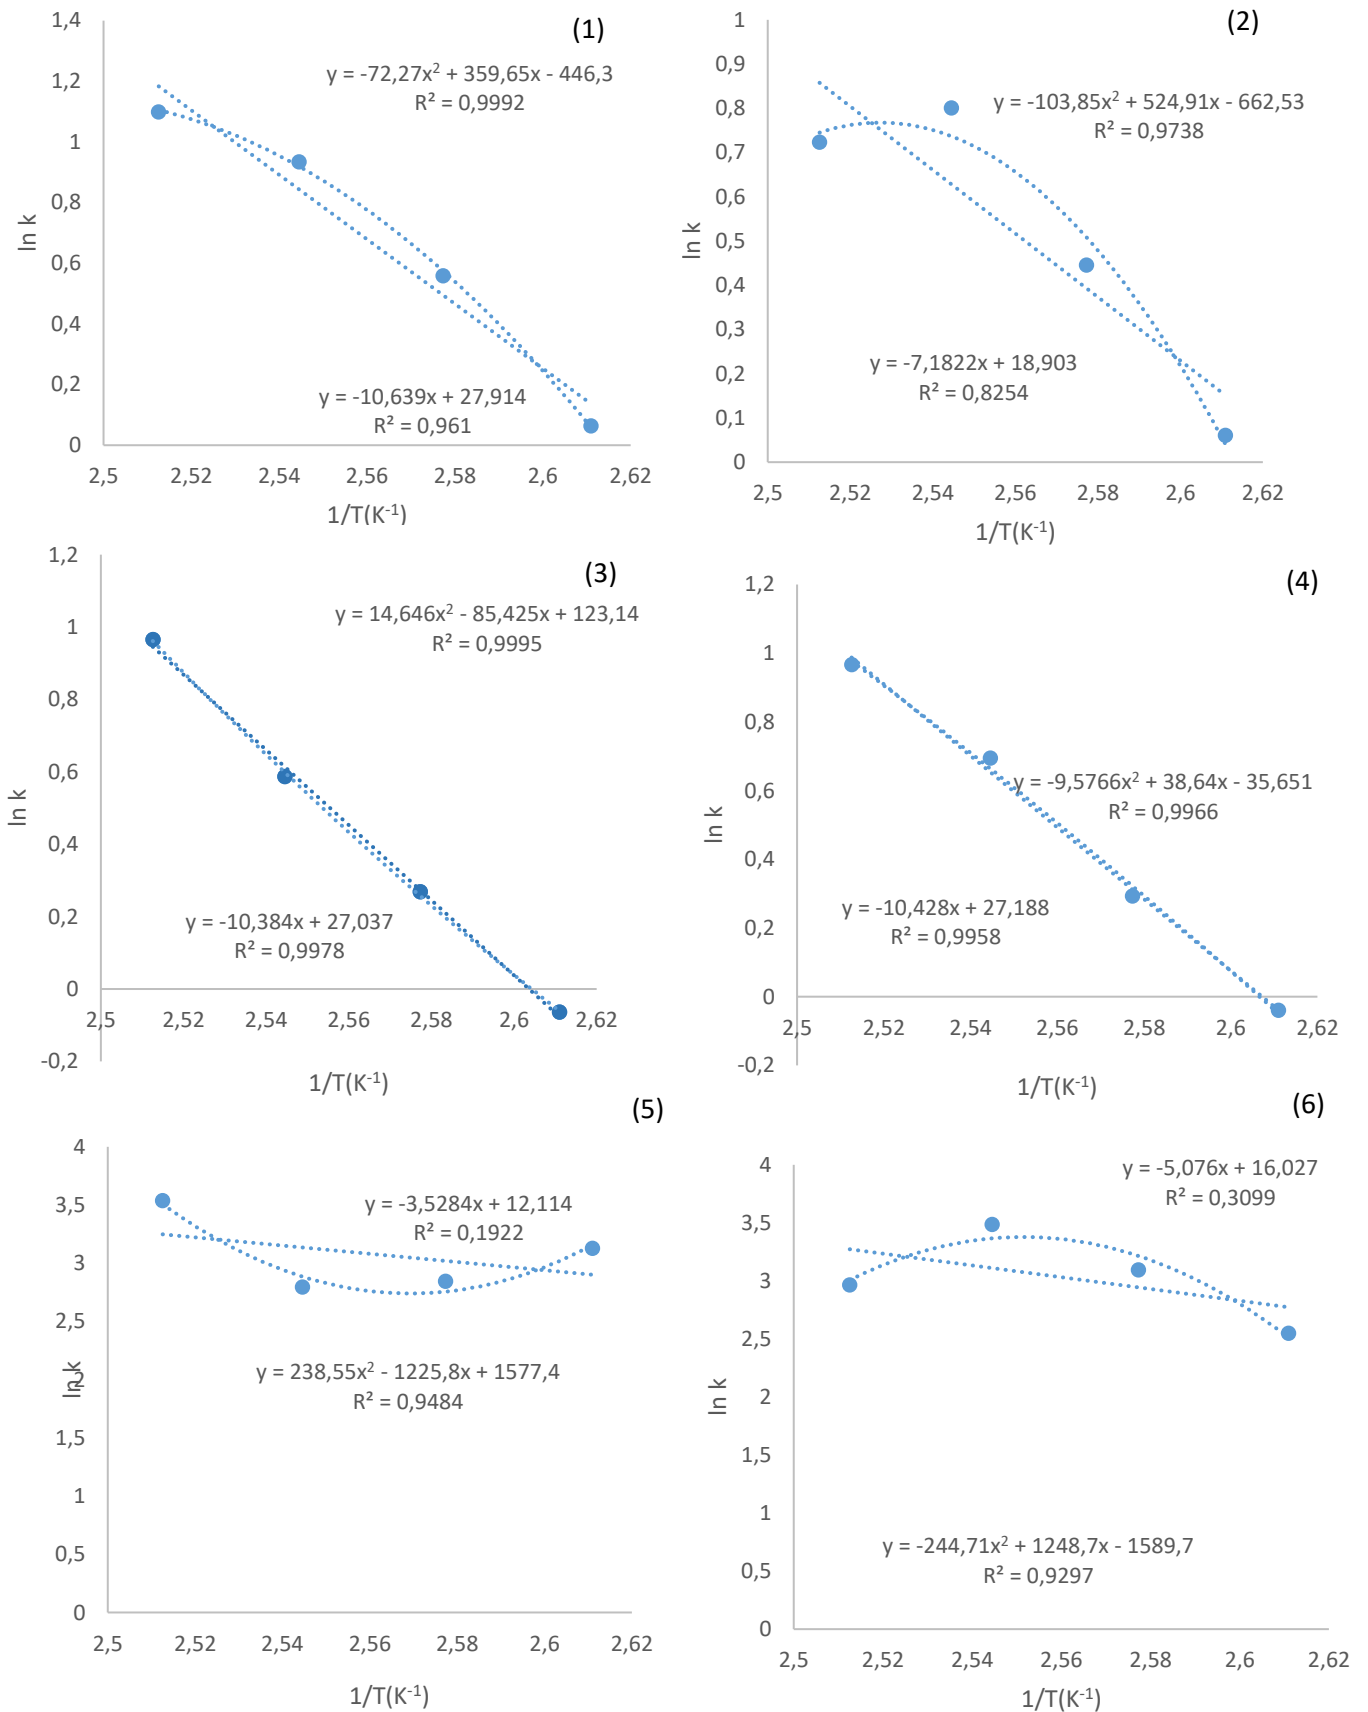 (1)
1,4
1,2
1
0,8
0,6
0,4
0,2
0
ln k
y = -72,27x² + 359,65x - 446,3
R² = 0,9992
y = -10,639x + 27,914
R² = 0,961
2,5 2,52 2,54 2,56 2,58 2,6 2,62
1/T(K⁻¹)
(2)
1
0,9
0,8
0,7
0,6
0,5
0,4
0,3
0,2
0,1
0
ln k
y = -103,85x² + 524,91x - 662,53
R² = 0,9738
y = -7,1822x + 18,903
R² = 0,8254
2,5 2,52 2,54 2,56 2,58 2,6 2,62
1/T(K⁻¹)
(3)
1,2
1
0,8
0,6
0,4
0,2
0
-0,2
ln k
y = 14,646x² - 85,425x + 123,14
R² = 0,9995
y = -10,384x + 27,037
R² = 0,9978
2,5 2,52 2,54 2,56 2,58 2,6 2,62
1/T(K⁻¹)
(4)
1,2
1
0,8
0,6
0,4
0,2
0
-0,2
ln k
y = -9,5766x² + 38,64x - 35,651
R² = 0,9966
y = -10,428x + 27,188
R² = 0,9958
2,5 2,52 2,54 2,56 2,58 2,6 2,62
1/T(K⁻¹)
(5)
4
3,5
3
2,5
2
1,5
1
0,5
0
ln k
y = -3,5284x + 12,114
R² = 0,1922
y = 238,55x² - 1225,8x + 1577,4
R² = 0,9484
2,5 2,52 2,54 2,56 2,58 2,6 2,62
1/T(K⁻¹)
(6)
4
3,5
3
2,5
2
1,5
1
0,5
0
ln k
y = -5,076x + 16,027
R² = 0,3099
y = -244,71x² + 1248,7x - 1589,7
R² = 0,9297
2,5 2,52 2,54 2,56 2,58 2,6 2,62
1/T(K⁻¹)